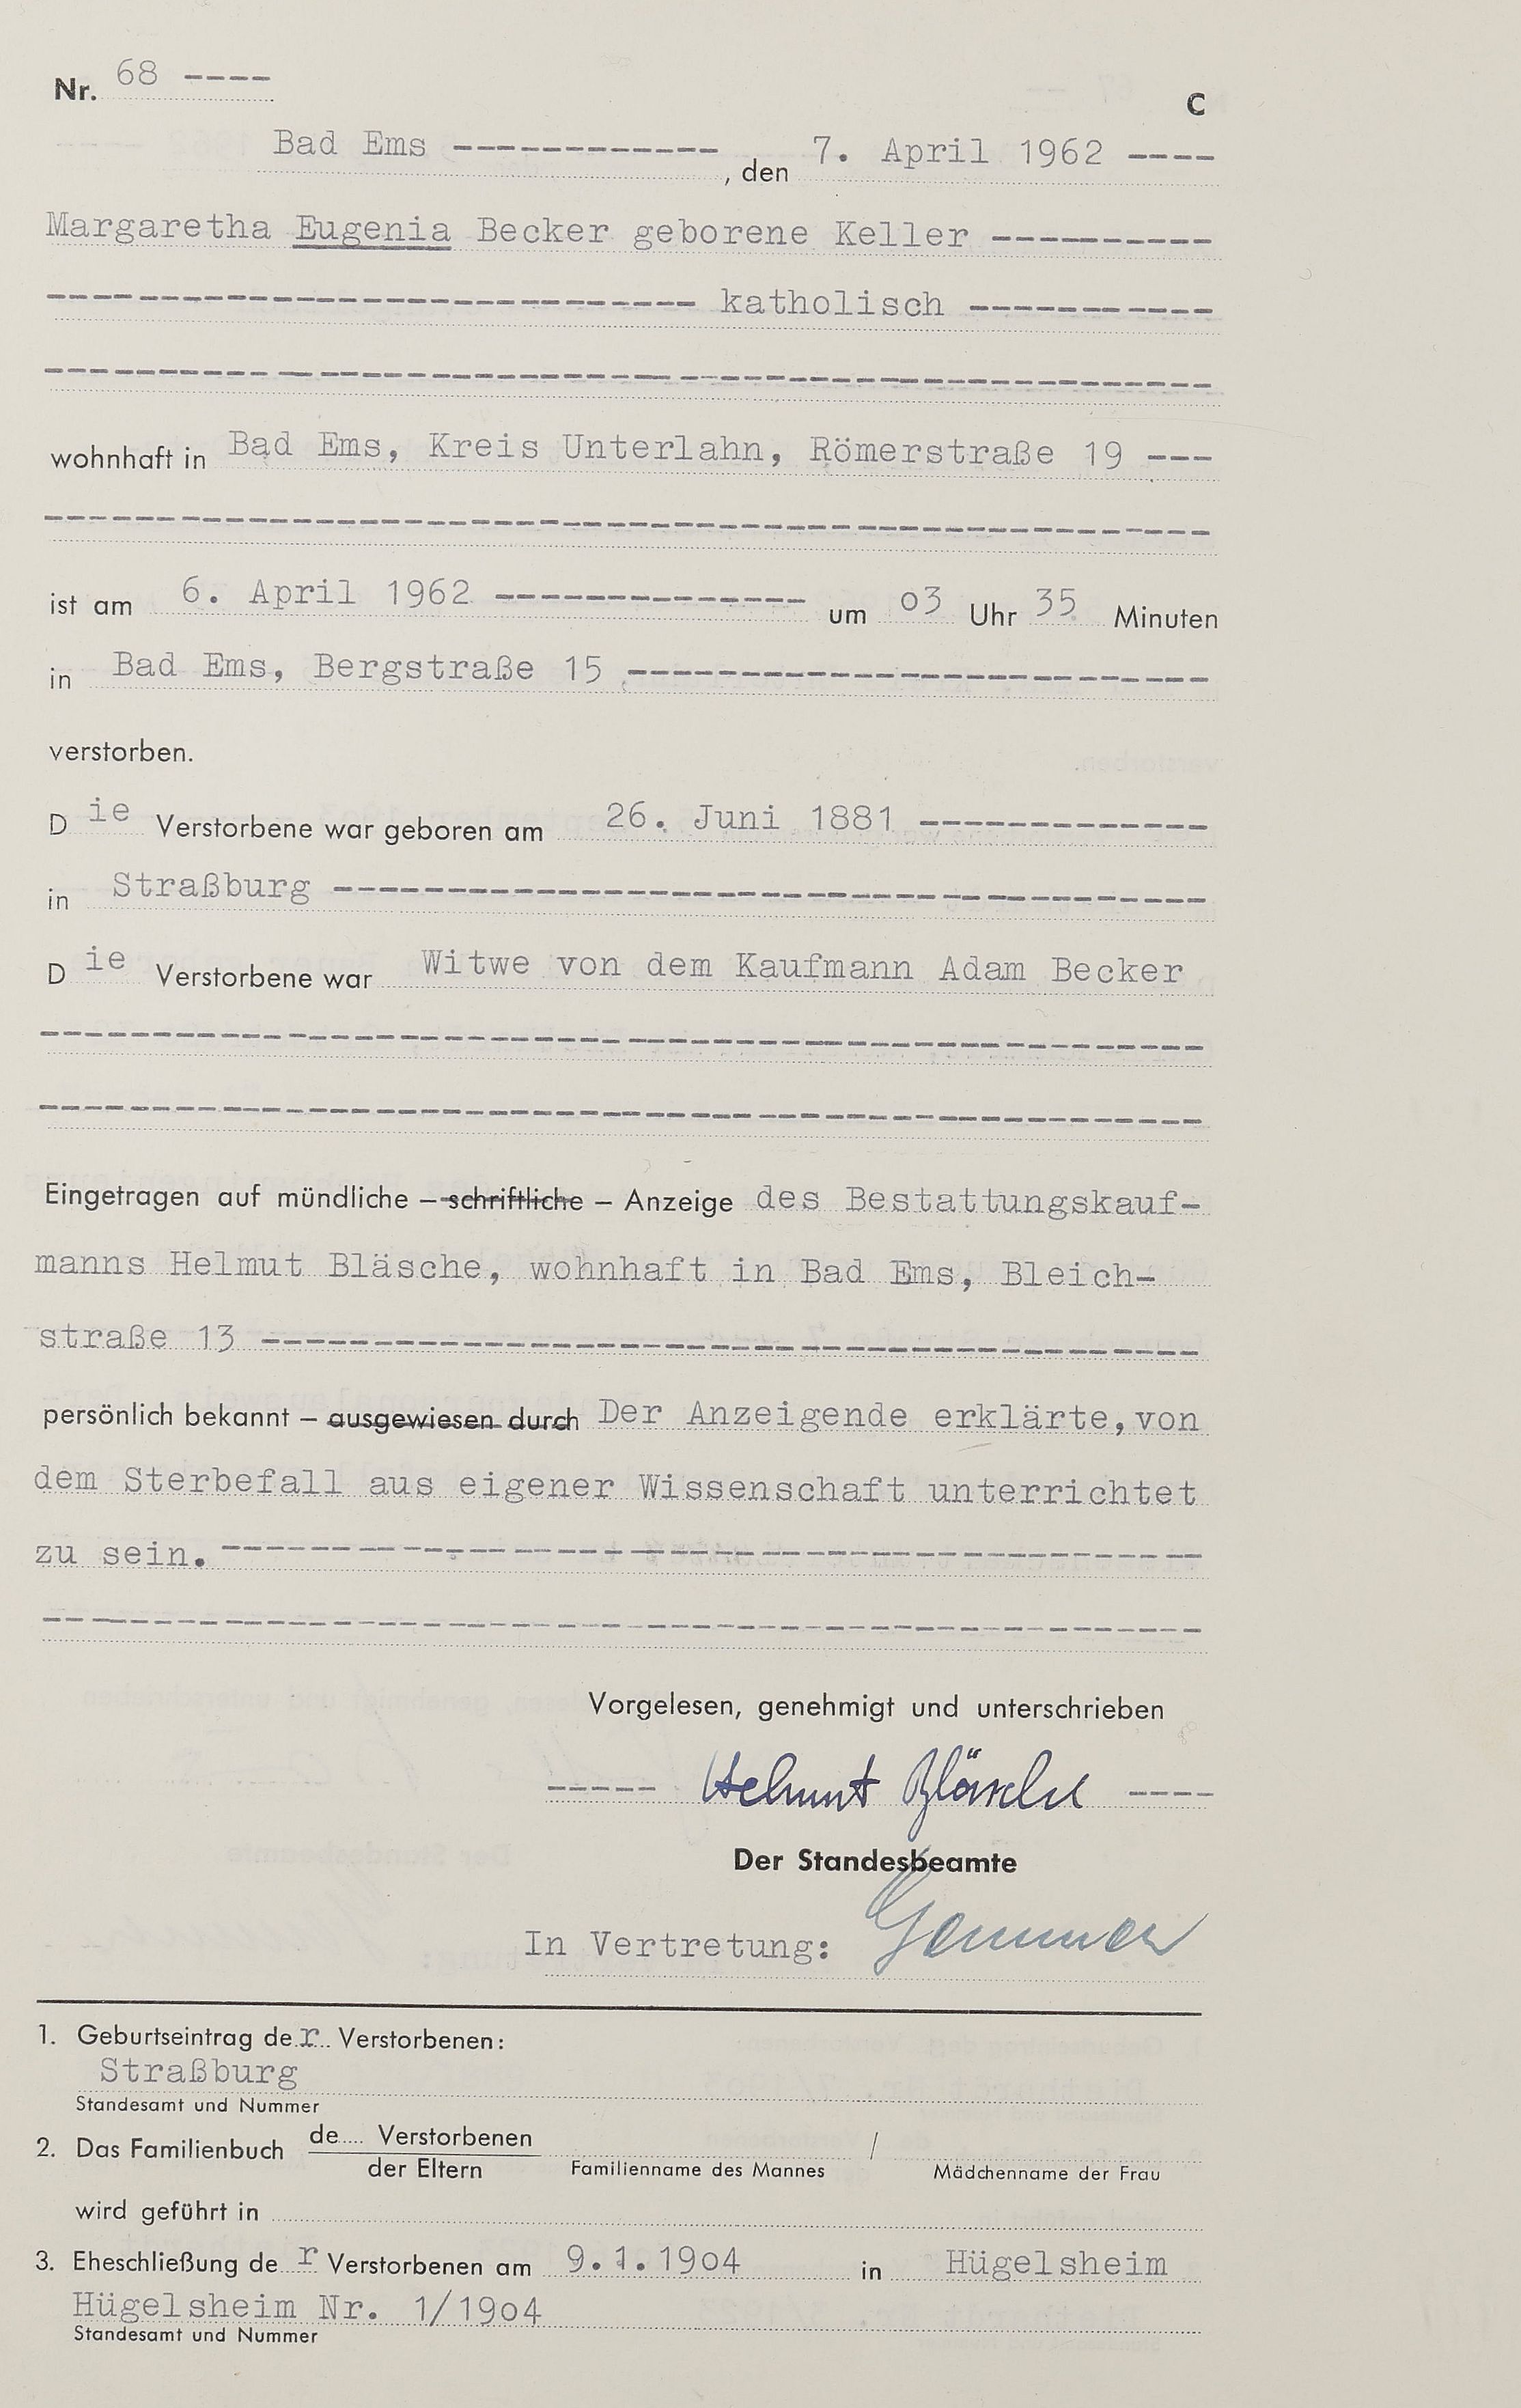 Nr. 68 ----
C
Bad Ems ------------, den 7. April 1962 ----
Margaretha Eugenia Becker geborene Keller ----------
----------------------------- katholisch -----------
wohnhaft in Bad Ems, Kreis Unterlahn, Römerstraße 19 ---
ist am 6. April 1962 -------------- um o3 Uhr 35 Minuten
in Bad Ems, Bergstraße 15 --------------------------
verstorben.
Die Verstorbene war geboren am 26. Juni 1881 -------------
in Straßburg ---------------------------------------
Die Verstorbene war Witwe von dem Kaufmann Adam Becker
Eingetragen auf mündliche – schriftliche – Anzeige des Bestattungskauf-
manns Helmut Bläsche, wohnhaft in Bad Ems, Bleich-
straße 13 ------------------------------------------
persönlich bekannt – ausgewiesen durch Der Anzeigende erklärte, von
dem Sterbefall aus eigener Wissenschaft unterrichtet
zu sein. --------------------------------------------
Vorgelesen, genehmigt und unterschrieben
----- Helmut Bläsche ----
Der Standesbeamte
In Vertretung:
1. Geburtseintrag der Verstorbenen:
Straßburg
Standesamt und Nummer
2. Das Familienbuch de.... Verstorbenen
der Eltern
/
Familienname des Mannes Mädchenname der Frau
wird geführt in
3. Eheschließung der Verstorbenen am 9.1.19o4 in Hügelsheim
Hügelsheim Nr. 1/19o4
Standesamt und Nummer